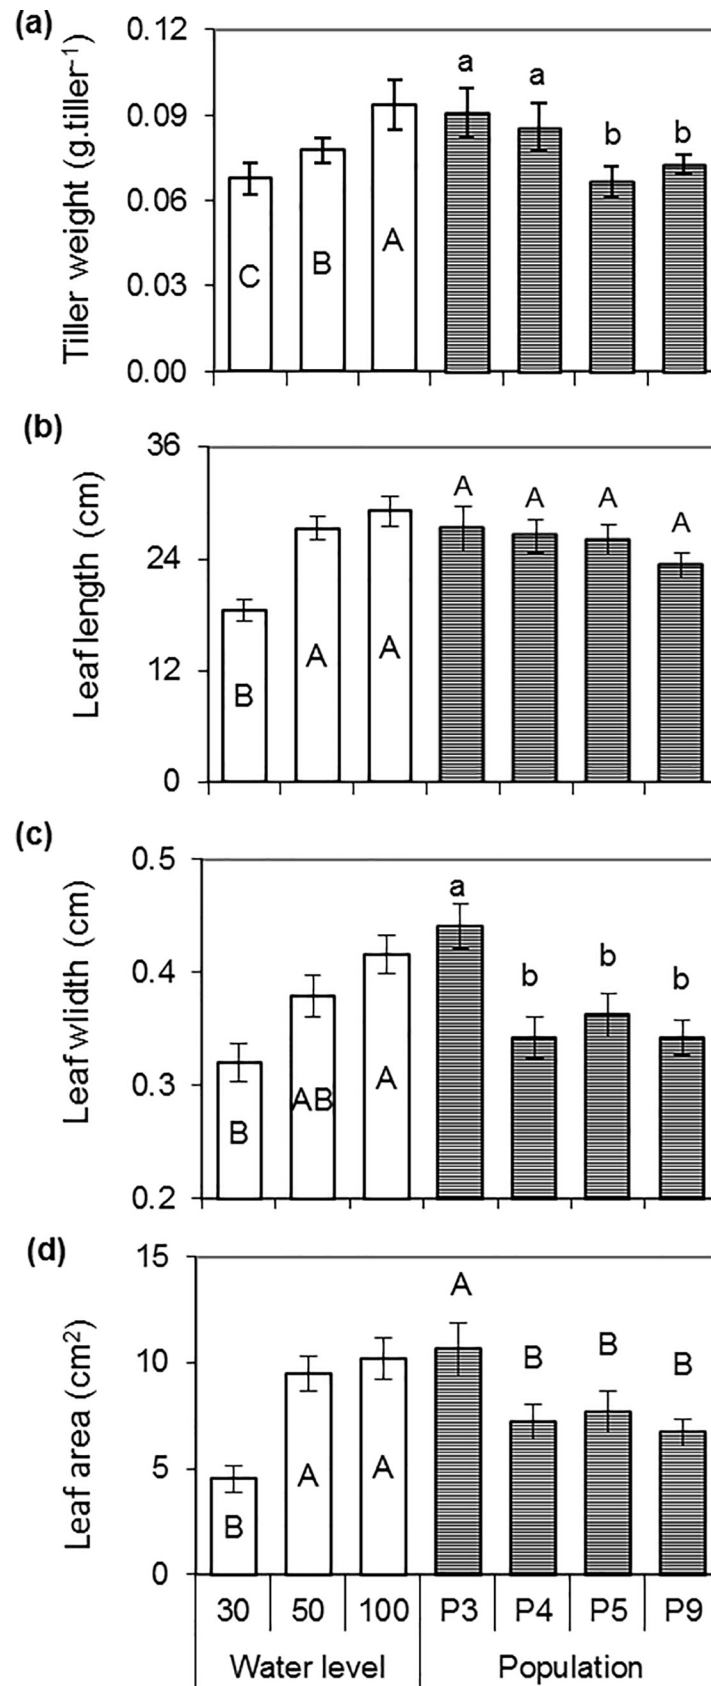 (a)
Tiller weight (g.tiller-1)
0.12
0.09
0.06
0.03
0.00
C
B
A
a
a
b
b
(b)
Leaf length (cm)
36
24
12
0
B
A
A
A
A
A
A
(c)
Leaf wlidth (cm)
0.5
0.4
0.3
0.2
B
AB
A
a
b
b
b
(d)
Leaf area (cm2)
15
10
5
0
B
A
A
A
B
B
B
30 50 100 P3 P4 P5 P9
Water level Population